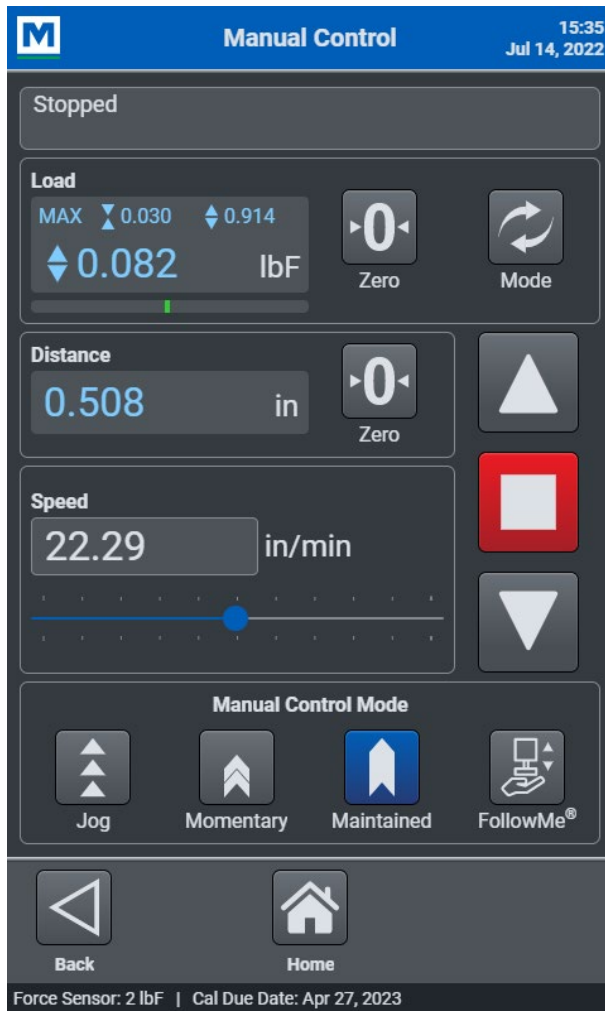 M
Manual Control
15:35
Jul 14, 2022
Stopped
Load
MAX 0.030 0.914
0.082 lbF
0
Zero
Mode
Distance
0.508 in
0
Zero
Speed
22.29 in/min
Manual Control Mode
Jog Momentary Maintained FollowMe®
Back Home
Force Sensor: 2 lbF | Cal Due Date: Apr 27, 2023